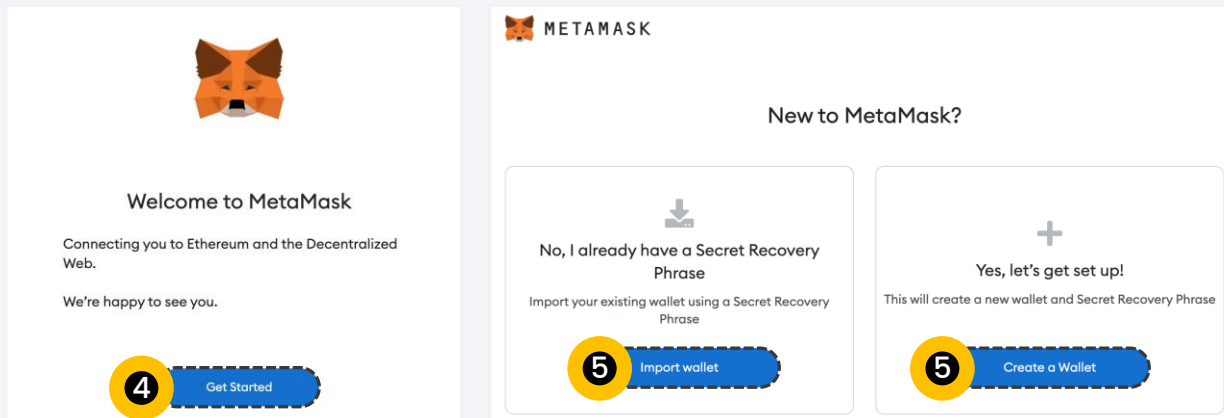 Welcome to MetaMask
Connecting you to Ethereum and the Decentralized
Web.
We're happy to see you.
4
Get Started
METAMASK
New to MetaMask?
No, I already have a Secret Recovery
Phrase
Import your existing wallet using a Secret Recovery
Phrase
5
Import wallet
Yes, let's get set up!
This will create a new wallet and Secret Recovery Phrase
5
Create a Wallet